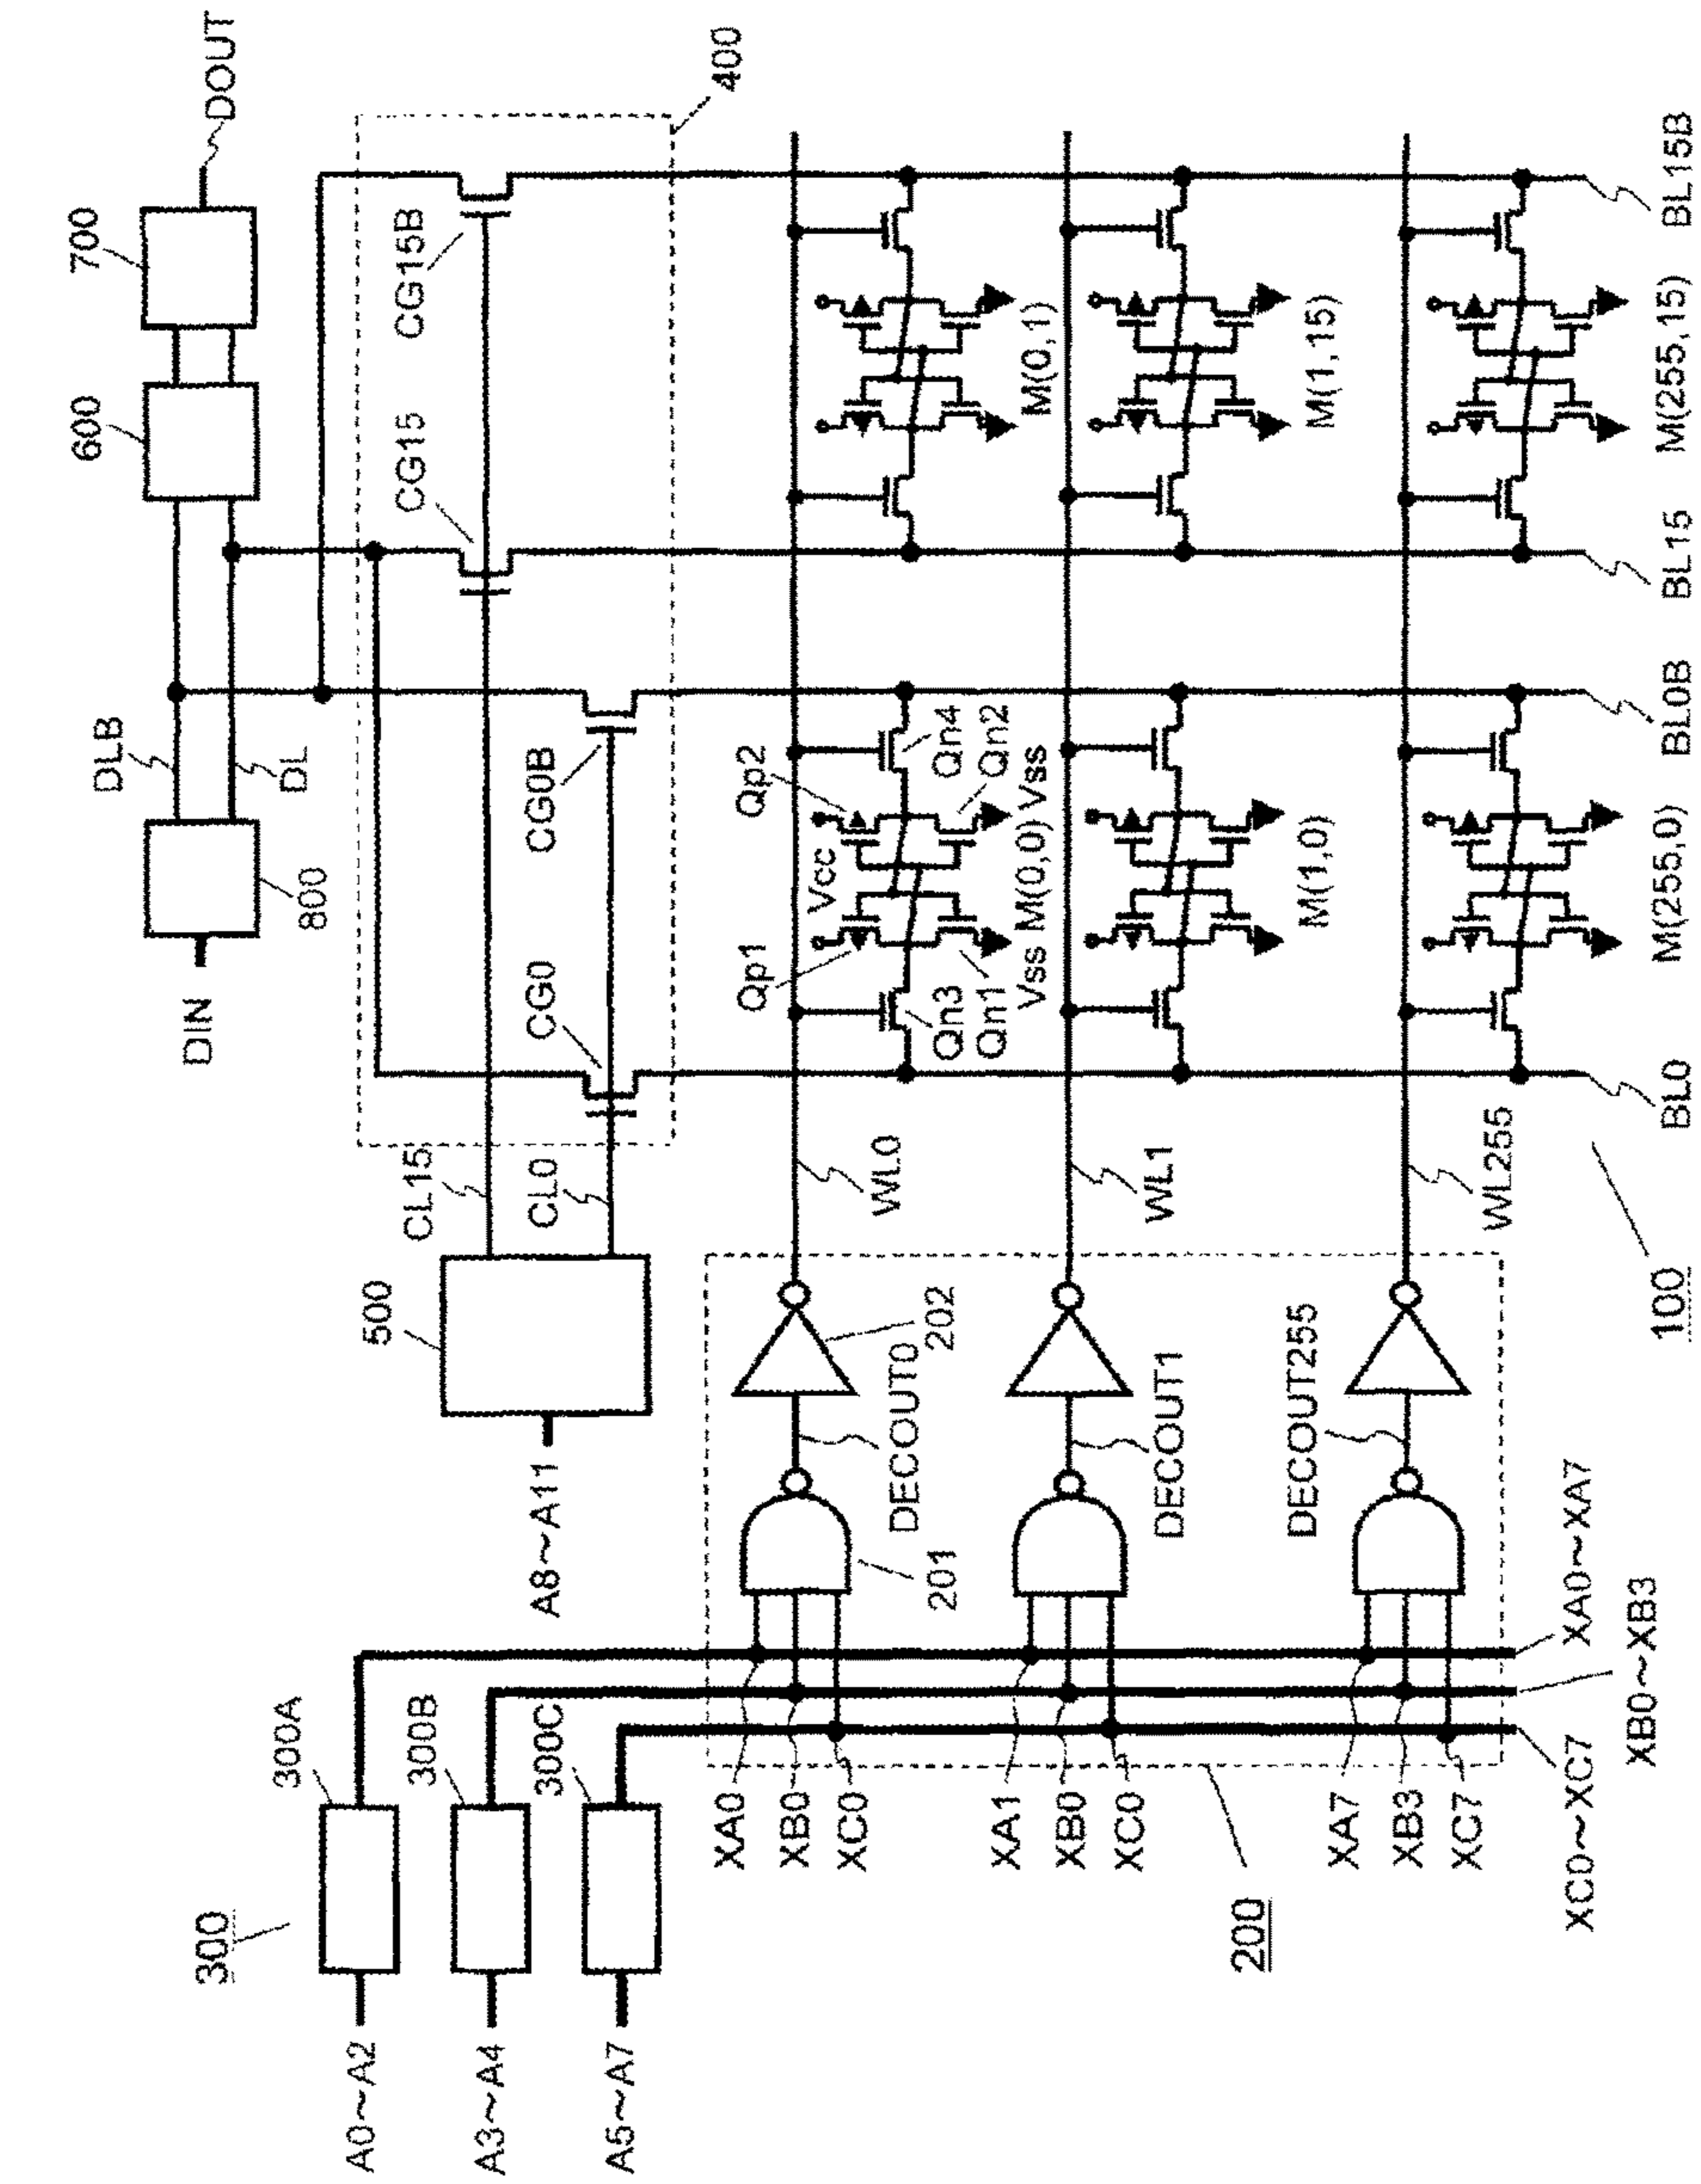 DOUT
700
600
DLB
DL
800
DIN
400
CG15B
CG15
CG0B
CG0
CL15
CL0
500
A8~A11
300
300A
300B
300C
A0~A2
A3~A4
A5~A7
Qp2
Qn4
Qn2
Vcc
Qp1
Qn3
Qn1
Vss M(0,0) Vss
M(0,1)
M(1,0)
M(1,15)
M(255,0)
M(255,15)
WL0
WL1
WL255
BL0
BL0B
BL15
BL15B
100
202
DECOUT0
201
DECOUT1
DECOUT255
XA0
XB0
XC0
XA1
XB0
XC0
XA7
XB3
XC7
200
XA0~XA7
XB0~XB3
XC0~XC7